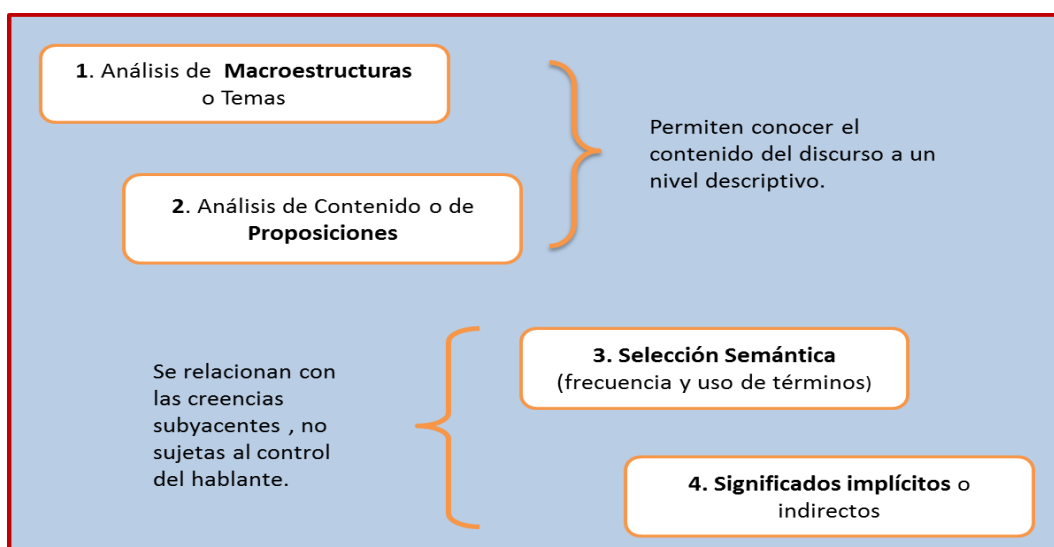 1. Análisis de Macroestructuras
o Temas
Permiten conocer el
contenido del discurso a un
nivel descriptivo.
2. Análisis de Contenido o de
Proposiciones
3. Selección Semántica
(frecuencia y uso de términos)
Se relacionan con
las creencias
subyacentes , no
sujetas al control
del hablante.
4. Significados implícitos o
indirectos